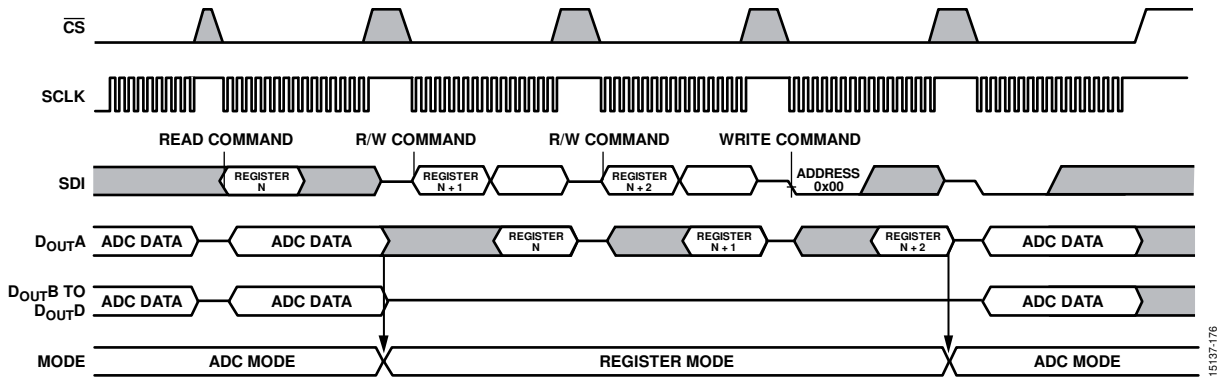 CS
SCLK
READ COMMAND R/W COMMAND R/W COMMAND WRITE COMMAND
SDI REGISTER N REGISTER N + 1 REGISTER N + 2 ADDRESS 0x00
DOUTA ADC DATA ADC DATA REGISTER N REGISTER N + 1 REGISTER N + 2 ADC DATA
DOUTB TO DOUTD ADC DATA ADC DATA ADC DATA
MODE ADC MODE REGISTER MODE ADC MODE
15137-176